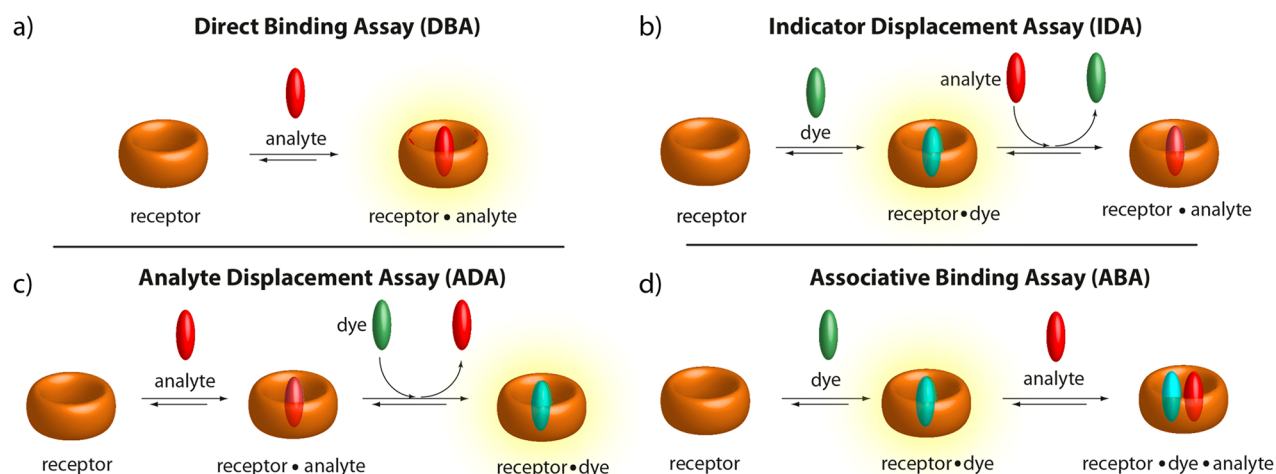 a)
Direct Binding Assay (DBA)
analyte
receptor
receptor • analyte
b)
Indicator Displacement Assay (IDA)
analyte
dye
receptor
receptor•dye
receptor • analyte
c)
Analyte Displacement Assay (ADA)
dye
analyte
receptor
receptor • analyte
receptor•dye
d)
Associative Binding Assay (ABA)
dye
analyte
receptor
receptor•dye
receptor • dye • analyte